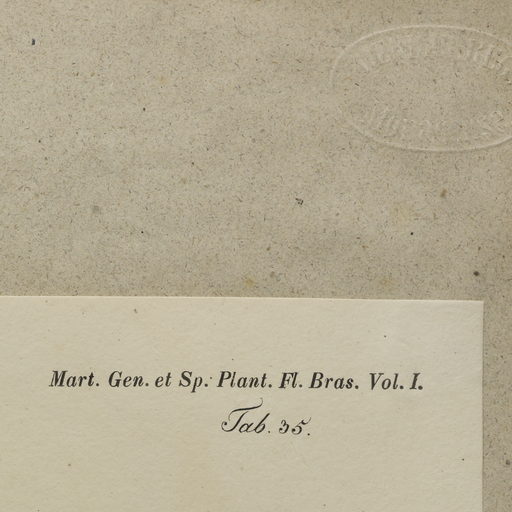 Mart. Gen. et Sp. Plant. Fl. Bras. Vol. I.
Tab. 35.